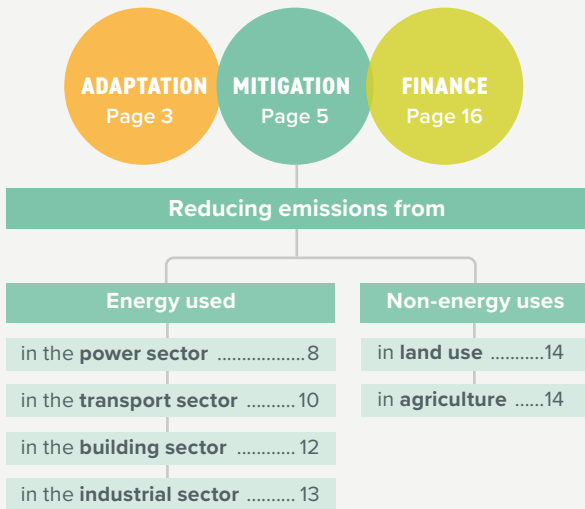 ADAPTATION
Page 3
MITIGATION
Page 5
FINANCE
Page 16
Reducing emissions from
Energy used
in the power sector ..................8
in the transport sector ..........10
in the building sector ............12
in the industrial sector ..........13
Non-energy uses
in land use ...........14
in agriculture ......14